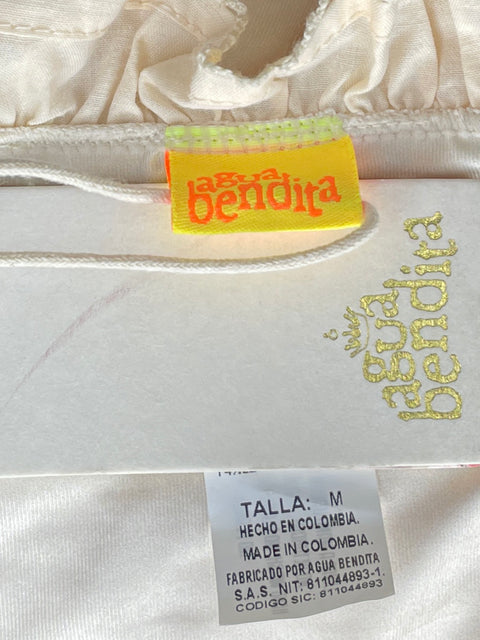 agua
bendita
agua
bendita
TALLA: M
HECHO EN COLOMBIA.
MADE IN COLOMBIA.
FABRICADO POR AGUA BENDITA
S.A.S. NIT: 811044893-1.
CODIGO SIC: 811044893